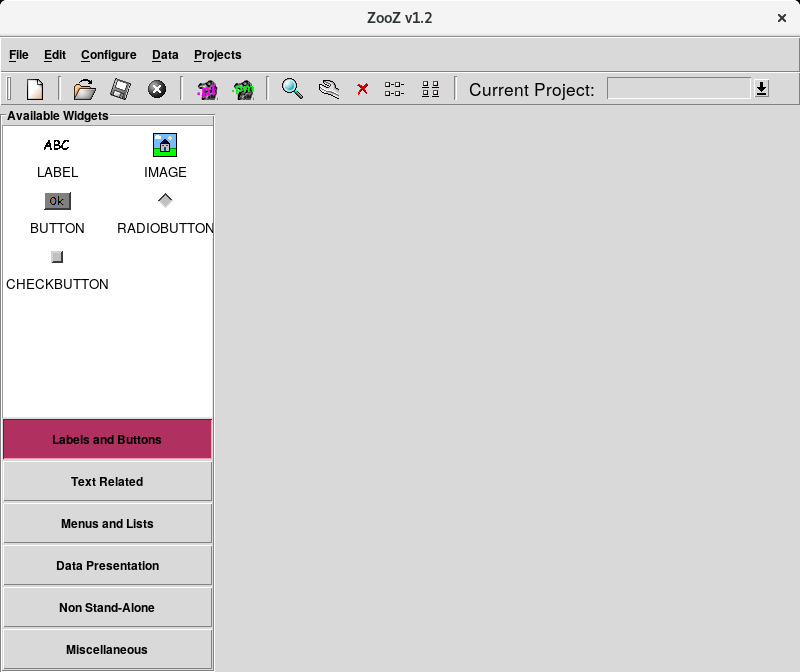 ZooZ v1.2
File Edit Configure Data Projects
pl pm Current Project:
Available Widgets
ABC
LABEL IMAGE
Ok
BUTTON RADIOBUTTON
CHECKBUTTON
Labels and Buttons
Text Related
Menus and Lists
Data Presentation
Non Stand-Alone
Miscellaneous